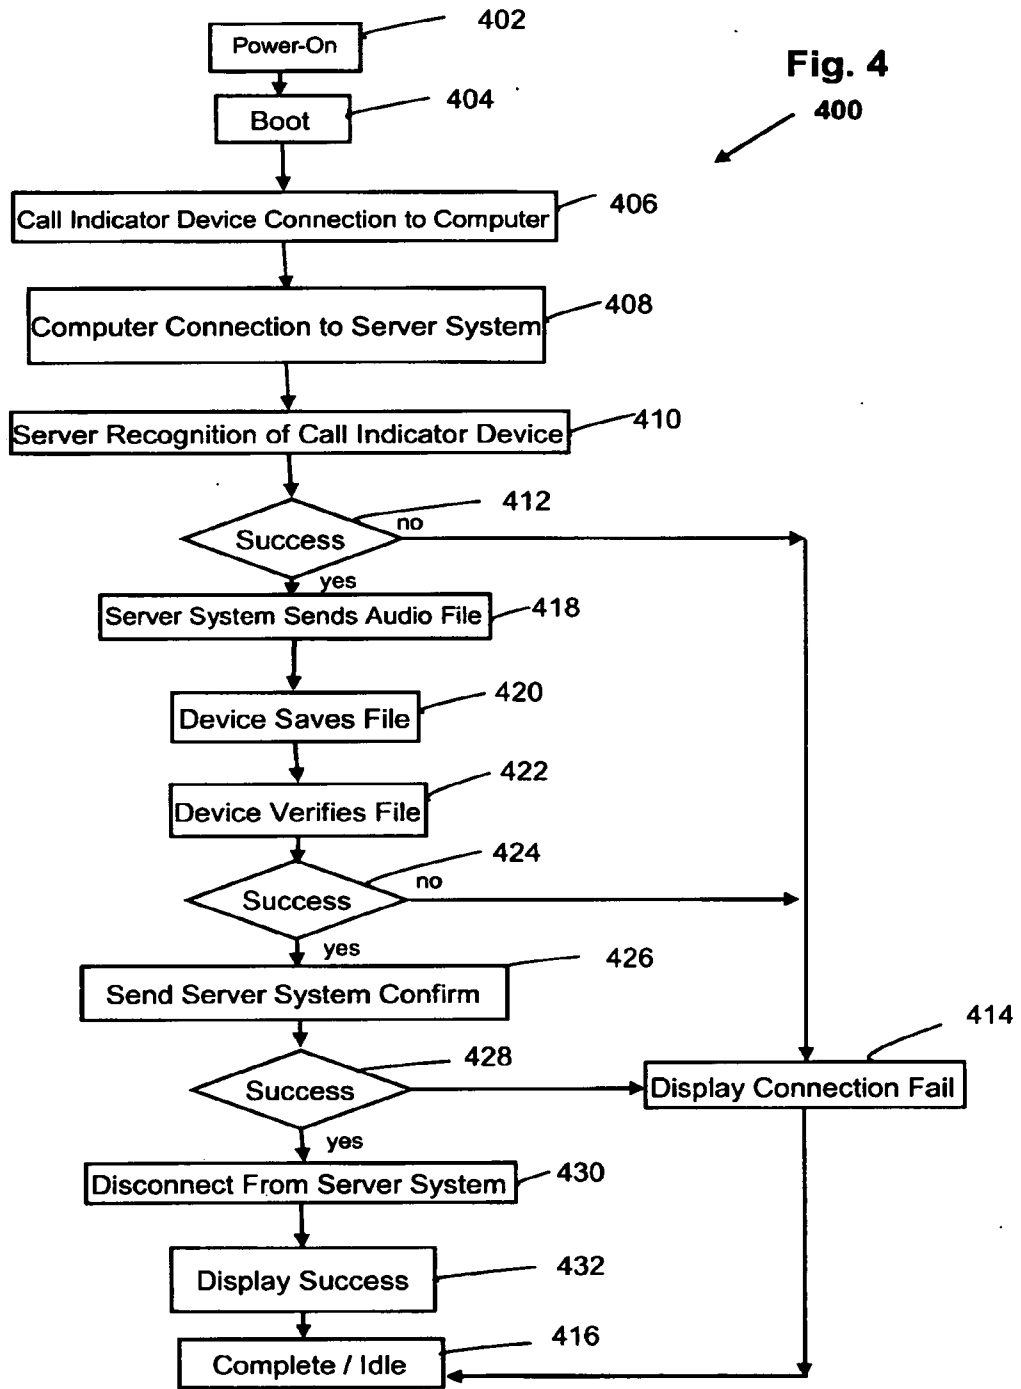 402
Power-On
Fig. 4
400
404
Boot
406
Call Indicator Device Connection to Computer
408
Computer Connection to Server System
410
Server Recognition of Call Indicator Device
412
no
Success
yes
Server System Sends Audio File
418
420
Device Saves File
422
Device Verifies File
424
no
Success
yes
426
Send Server System Confirm
414
428
Success
Display Connection Fail
yes
430
Disconnect From Server System
432
Display Success
416
Complete / Idle